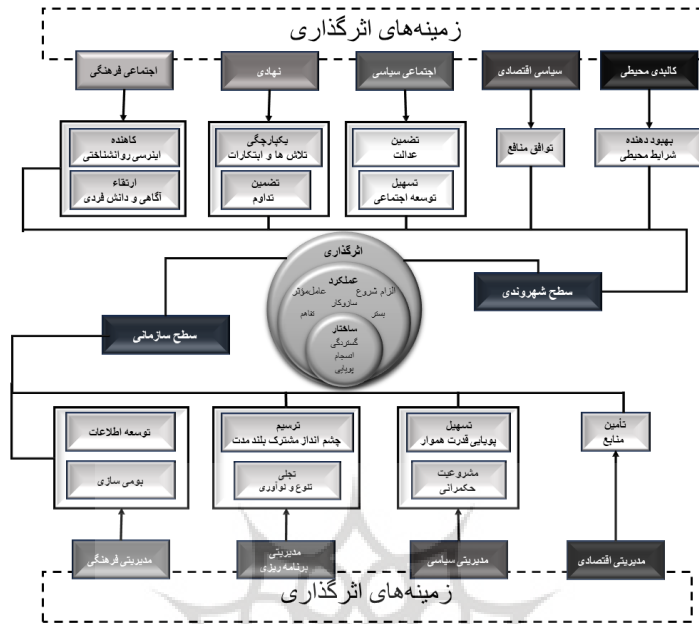 زمینه‌های اثرگذاری
کالبدی محیطی
سیاسی اقتصادی
اجتماعی سیاسی
نهادی
اجتماعی فرهنگی
بهبود دهنده
شرایط محیطی
توافق منافع
تضمین
عدالت
تسهیل
توسعه اجتماعی
یکپارچگی
تلاش ها و ابتکارات
تضمین
تداوم
کاهنده
اینرسی روانشناختی
ارتقاء
آگاهی و دانش فردی
اثرگذاری
عملکرد
الزام شروع
عامل‌مؤثر
سازوکار
بستر
تفاهم
ساختار
گستردگی
انسجام
پویایی
سطح شهروندی
سطح سازمانی
تأمین
منابع
تسهیل
پویایی قدرت هموار
مشروعیت
حکمرانی
ترسیم
چشم انداز مشترک بلند مدت
تجلی
تنوع و نوآوری
توسعه اطلاعات
بومی سازی
مدیریتی اقتصادی
مدیریتی سیاسی
مدیریتی
برنامه ریزی
مدیریتی فرهنگی
زمینه‌های اثرگذاری